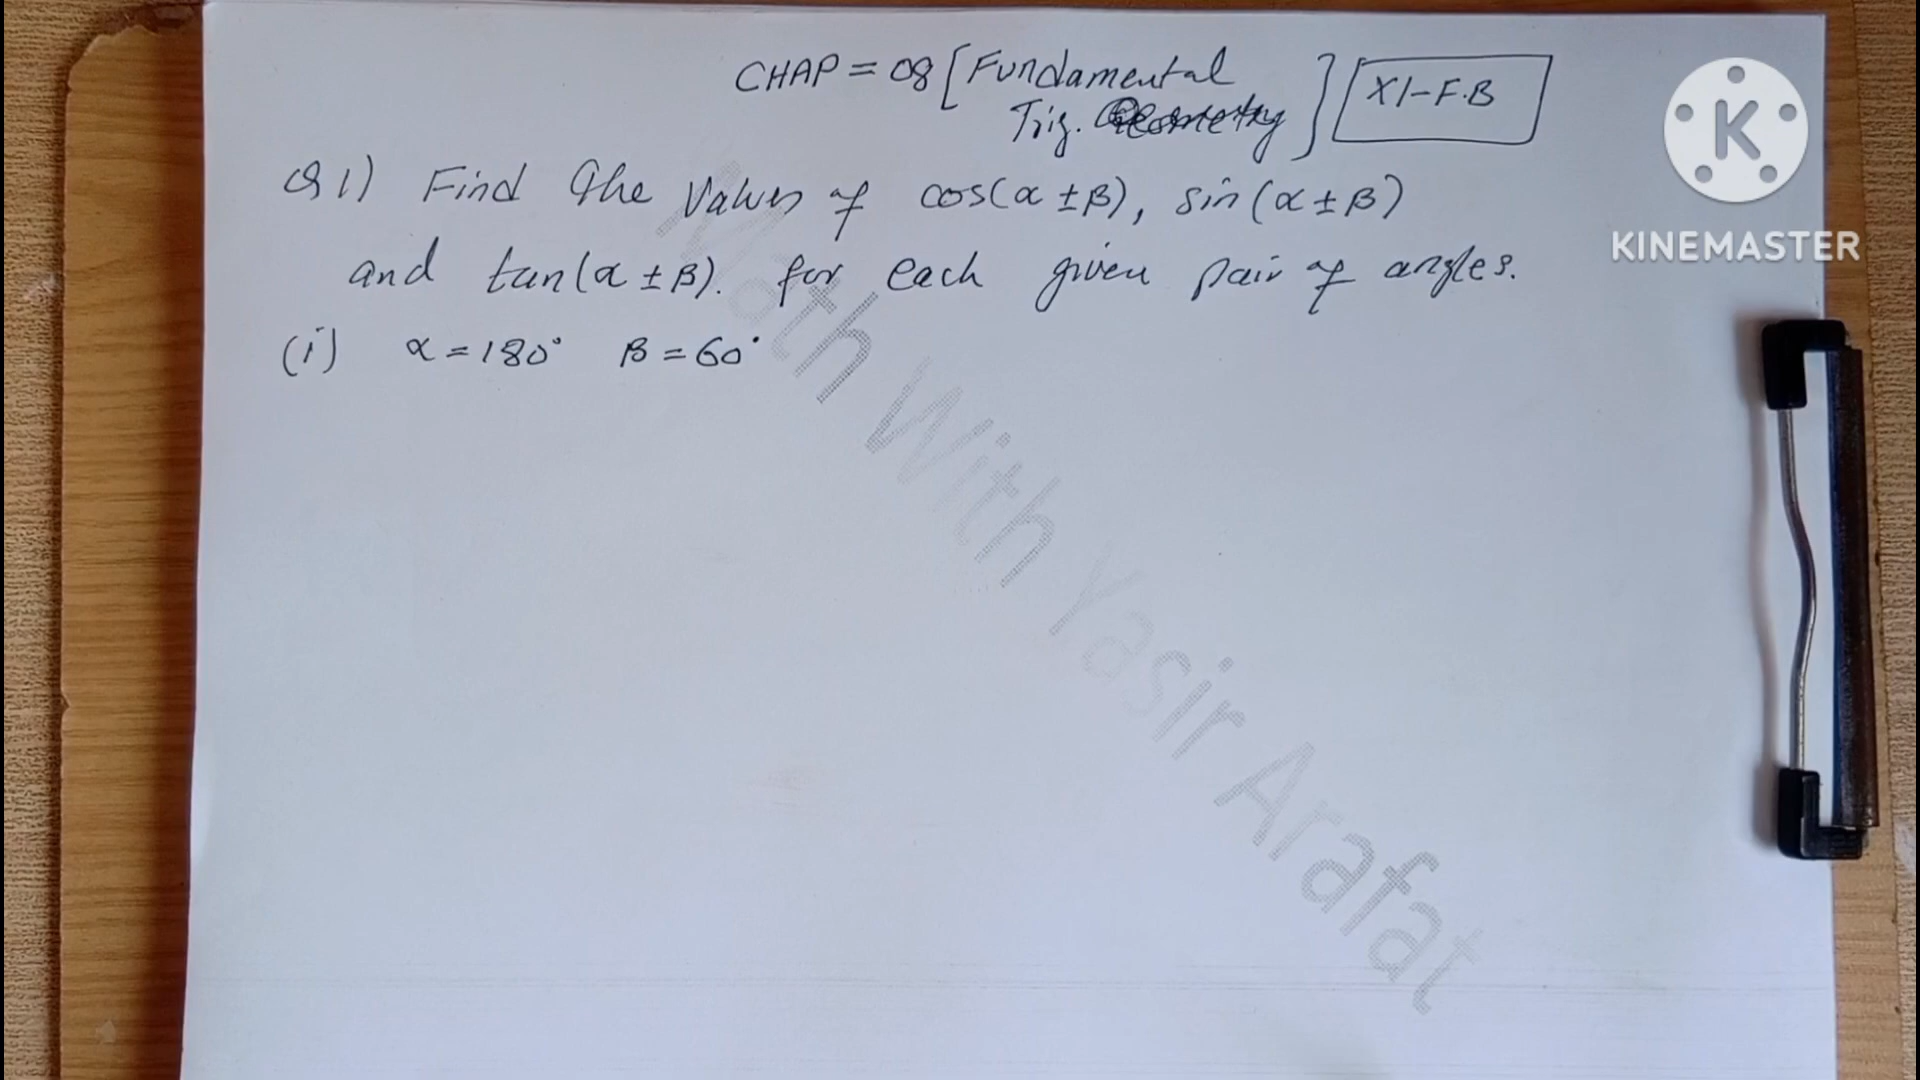 CHAP = 08 [Fundamental
Trig. Geometry] XI-F.B
K
KINEMASTER
Q1) Find the values of cos(α ± β), sin(α ± β)
and tan(α ± β). for each given pair of angles.
(i) α = 180° β = 60°
Math With Yasir Arafat